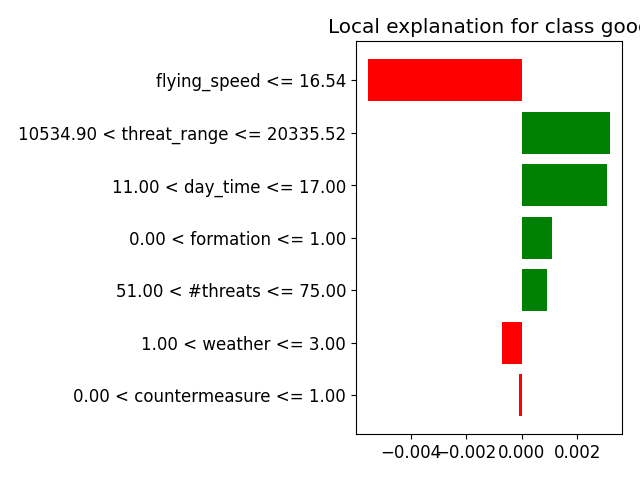 Local explanation for class good
flying_speed <= 16.54
10534.90 < threat_range <= 20335.52
11.00 < day_time <= 17.00
0.00 < formation <= 1.00
51.00 < #threats <= 75.00
1.00 < weather <= 3.00
0.00 < countermeasure <= 1.00
−0.004 −0.002 0.000 0.002